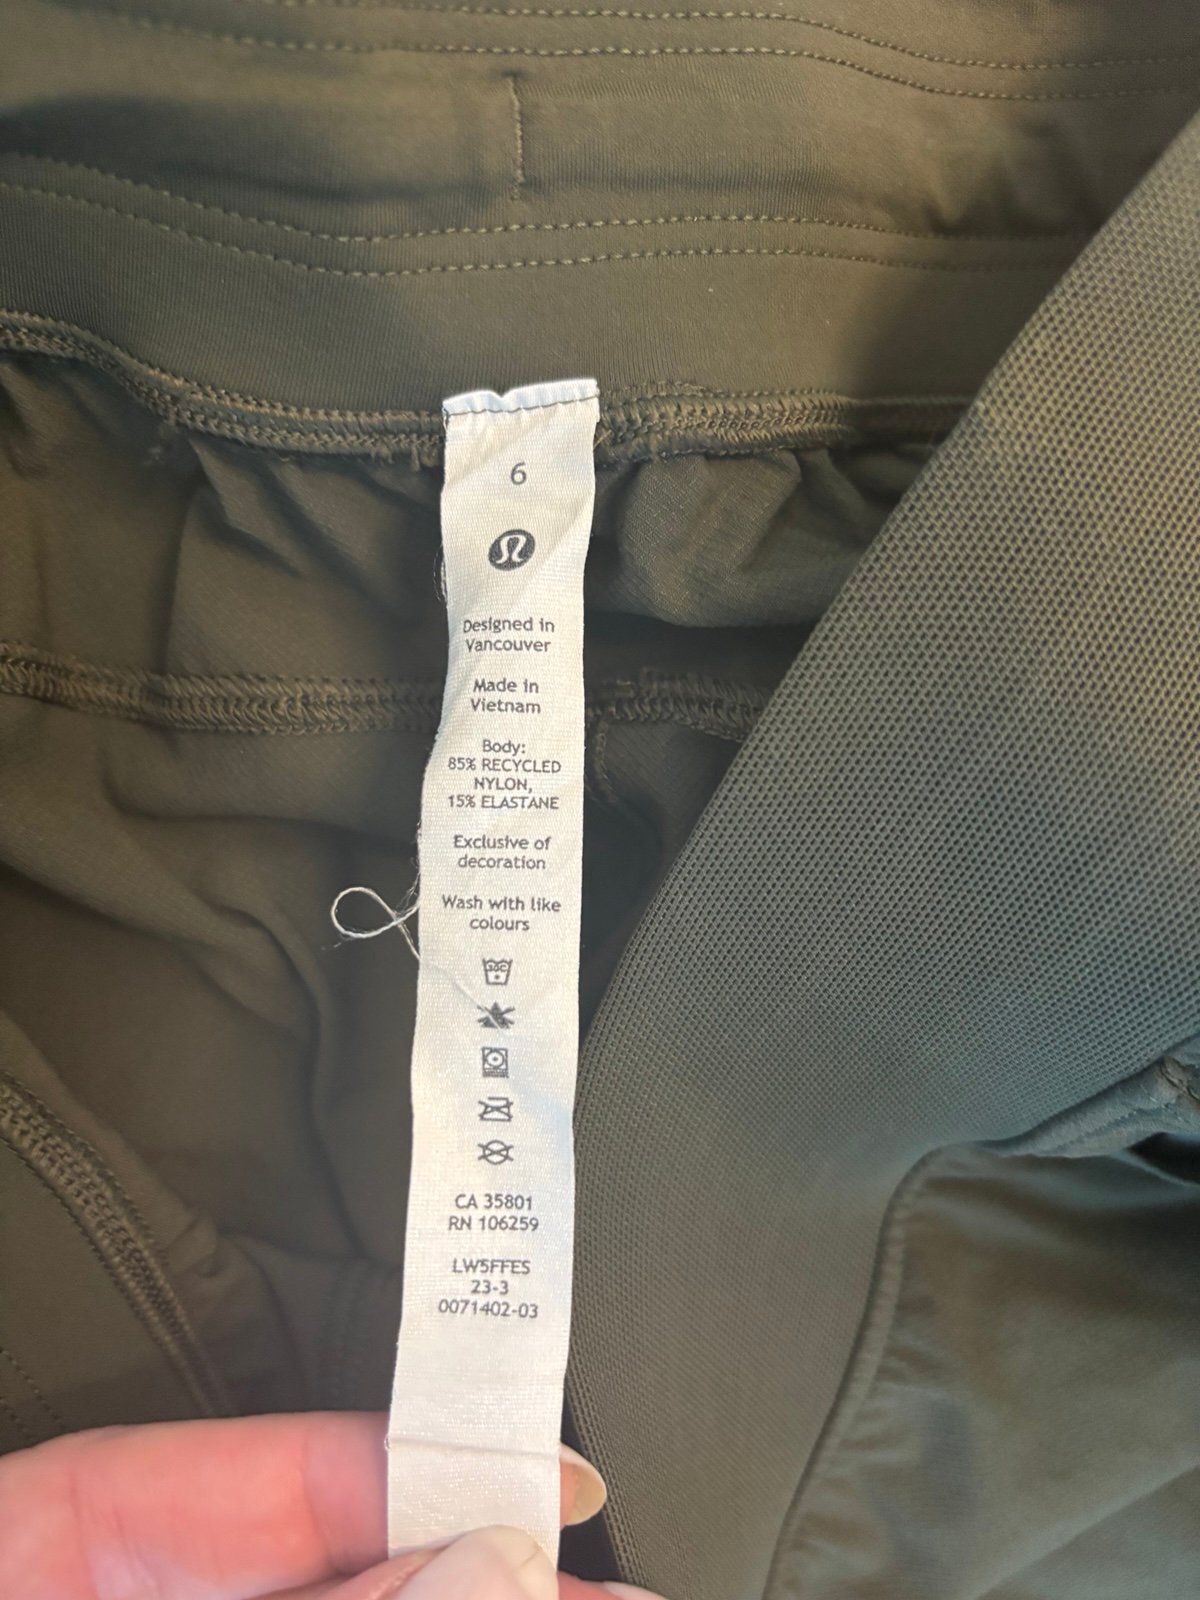 6
Designed in
Vancouver
Made in
Vietnam
Body:
85% RECYCLED
NYLON,
15% ELASTANE
Exclusive of
decoration
Wash with like
colours
30C
CA 35801
RN 106259
LW5FFES
23-3
0071402-03